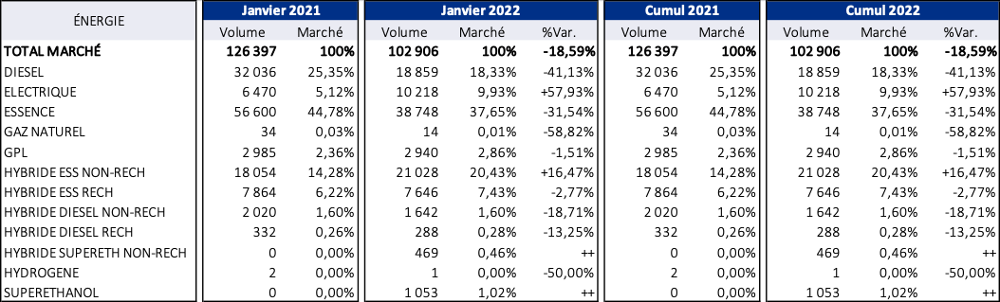 ÉNERGIE Janvier 2021 Janvier 2022 Cumul 2021 Cumul 2022
Volume Marché Volume Marché %Var. Volume Marché Volume Marché %Var.
TOTAL MARCHÉ 126 397 100% 102 906 100% -18,59% 126 397 100% 102 906 100% -18,59%
DIESEL 32 036 25,35% 18 859 18,33% -41,13% 32 036 25,35% 18 859 18,33% -41,13%
ELECTRIQUE 6 470 5,12% 10 218 9,93% +57,93% 6 470 5,12% 10 218 9,93% +57,93%
ESSENCE 56 600 44,78% 38 748 37,65% -31,54% 56 600 44,78% 38 748 37,65% -31,54%
GAZ NATUREL 34 0,03% 14 0,01% -58,82% 34 0,03% 14 0,01% -58,82%
GPL 2 985 2,36% 2 940 2,86% -1,51% 2 985 2,36% 2 940 2,86% -1,51%
HYBRIDE ESS NON-RECH 18 054 14,28% 21 028 20,43% +16,47% 18 054 14,28% 21 028 20,43% +16,47%
HYBRIDE ESS RECH 7 864 6,22% 7 646 7,43% -2,77% 7 864 6,22% 7 646 7,43% -2,77%
HYBRIDE DIESEL NON-RECH 2 020 1,60% 1 642 1,60% -18,71% 2 020 1,60% 1 642 1,60% -18,71%
HYBRIDE DIESEL RECH 332 0,26% 288 0,28% -13,25% 332 0,26% 288 0,28% -13,25%
HYBRIDE SUPERETH NON-RECH 0 0,00% 469 0,46% ++ 0 0,00% 469 0,46% ++
HYDROGENE 2 0,00% 1 0,00% -50,00% 2 0,00% 1 0,00% -50,00%
SUPERETHANOL 0 0,00% 1 053 1,02% ++ 0 0,00% 1 053 1,02% ++